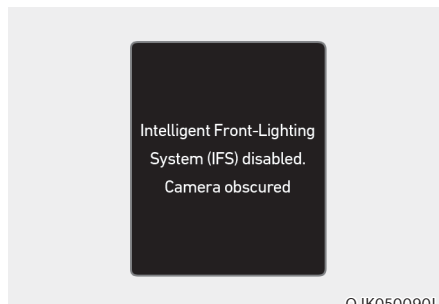 Intelligent Front-Lighting
System (IFS) disabled.
Camera obscured